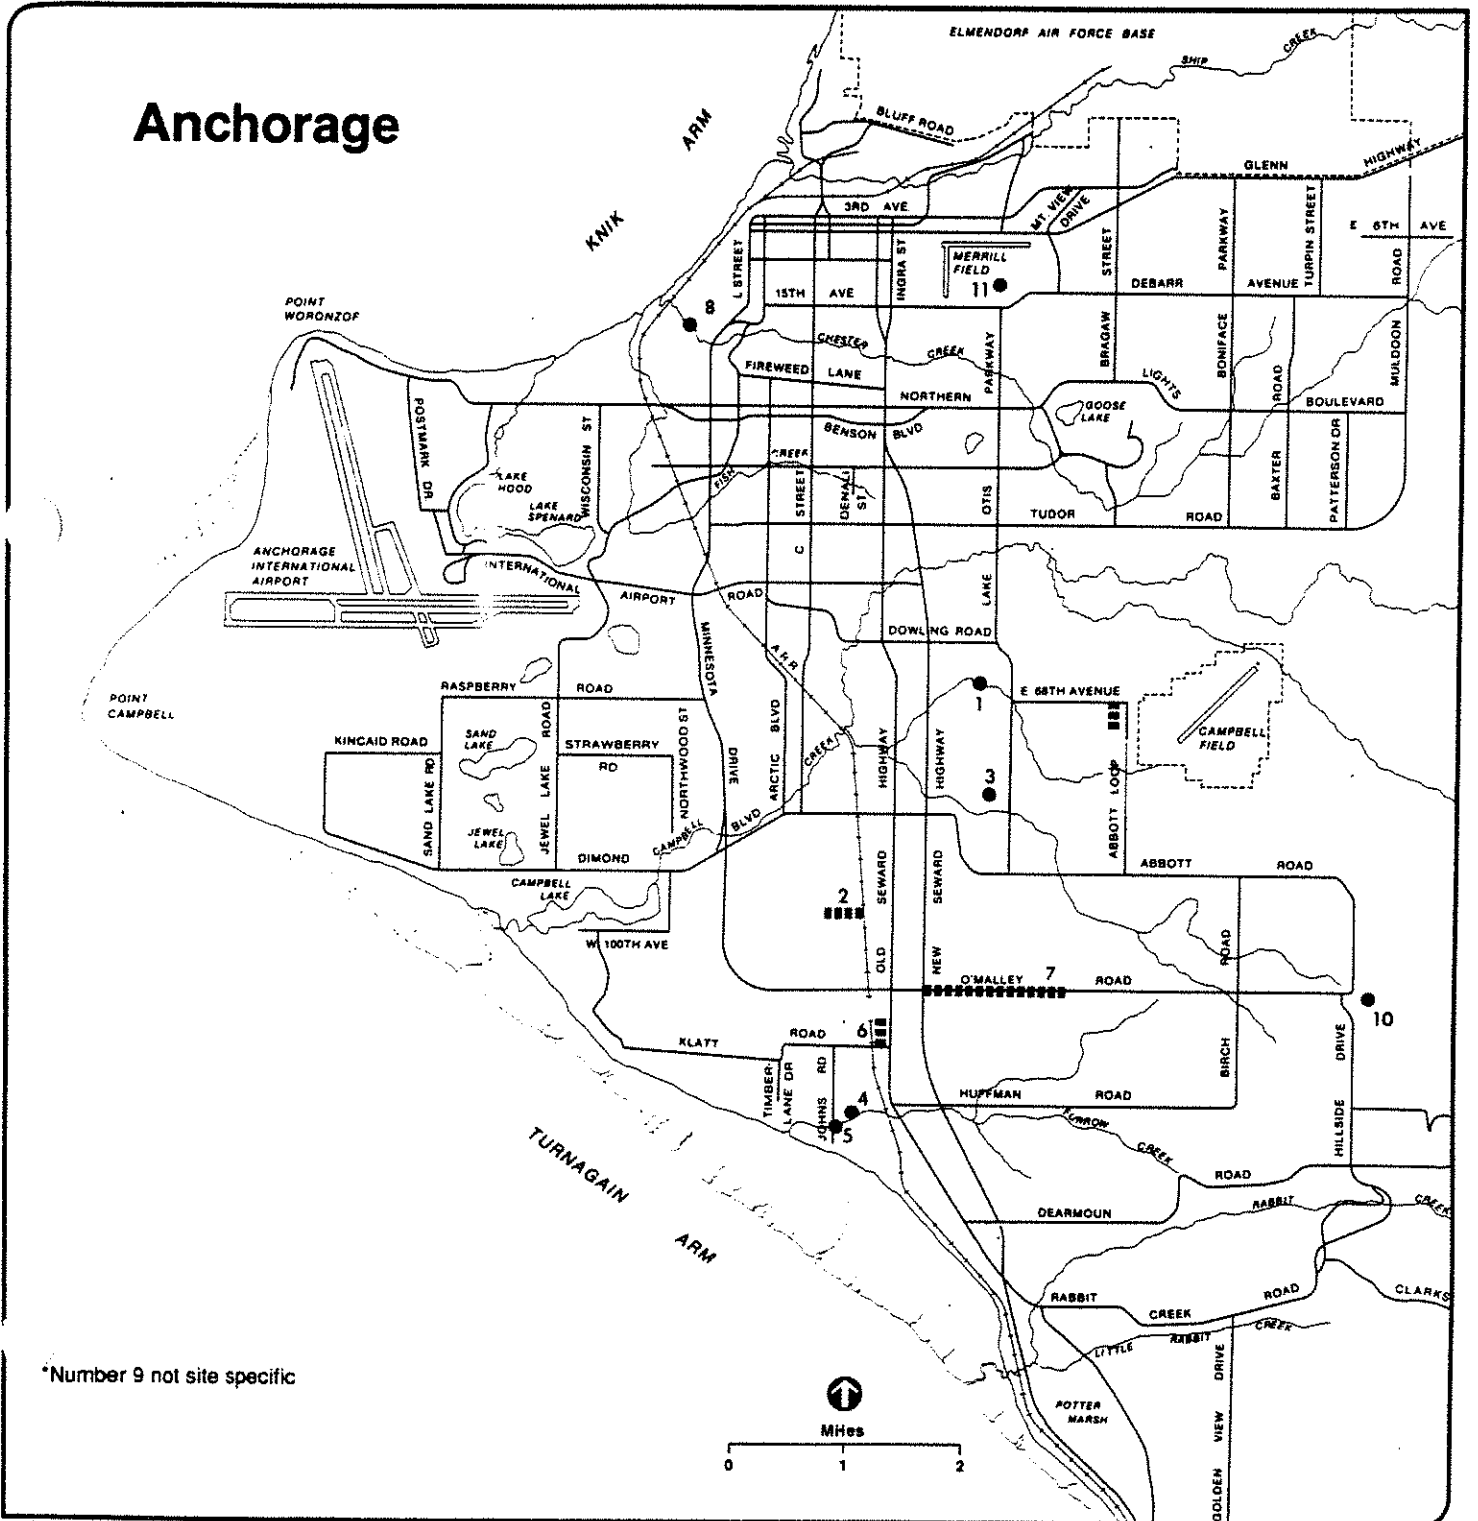 ELMENDORF AIR FORCE BASE
SHIP CREEK
Anchorage
KNIK ARM
BLUFF ROAD
GLENN HIGHWAY
3RD AVE
MT. VIEW DRIVE
E 6TH AVE
L STREET
INGRA ST
MERRILL FIELD
11
STREET
PARKWAY
TURPIN STREET
ROAD
DEBARR AVENUE
15TH AVE
POINT WORONZOF
8
CHESTER CREEK
PARKWAY
BRAGAW
BONIFACE
MULDOON
FIREWEED LANE
NORTHERN LIGHTS BOULEVARD
GOOSE LAKE
ROAD
POSTMARK DR.
WISCONSIN ST
BENSON BLVD
FISH CREEK
LAKE HOOD
LAKE SPENARD
C STREET
DENALI ST
OTIS
BAXTER
PATTERSON DR
TUDOR ROAD
ANCHORAGE INTERNATIONAL AIRPORT
INTERNATIONAL AIRPORT ROAD
LAKE
DOWLING ROAD
MINNESOTA
ARR
1
E 68TH AVENUE
RASPBERRY ROAD
POINT CAMPBELL
CAMPBELL FIELD
KINCAID ROAD
SAND LAKE
STRAWBERRY RD
NORTHWOOD ST
DRIVE
ARCTIC BLVD
CREEK
HIGHWAY
HIGHWAY
3
SAND LAKE RD
JEWEL LAKE ROAD
JEWEL LAKE
ABBOTT LOOP
DIMOND BLVD
CAMPBELL
ABBOTT ROAD
CAMPBELL LAKE
2
OLD SEWARD
NEW SEWARD
W. 100TH AVE
ROAD
O'MALLEY ROAD
7
10
KLATT ROAD
6
TIMBER-LANE DR
JOHNS RD
BIRCH
HILLSIDE DRIVE
HUFFMAN ROAD
4
5
FURROW CREEK
TURNAGAIN ARM
ROAD
DEARMOUN
RABBIT CREEK
RABBIT CREEK ROAD
CLARKS
LITTLE RABBIT CREEK
*Number 9 not site specific
POTTER MARSH
GOLDEN VIEW DRIVE
Miles
0 1 2